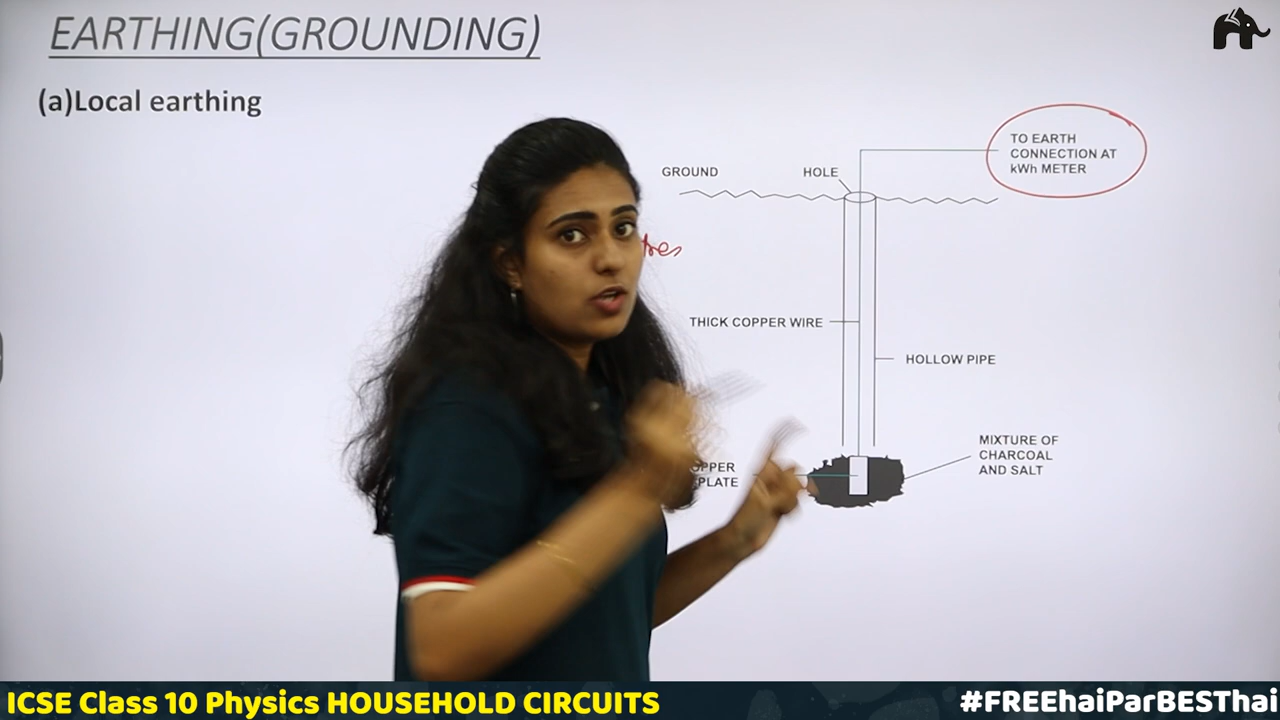 EARTHING(GROUNDING)
(a)Local earthing
TO EARTH
CONNECTION AT
kWh METER
GROUND
HOLE
THICK COPPER WIRE
HOLLOW PIPE
MIXTURE OF
CHARCOAL
AND SALT
PLATE
ICSE Class 10 Physics HOUSEHOLD CIRCUITS
#FREEhaiParBESThai